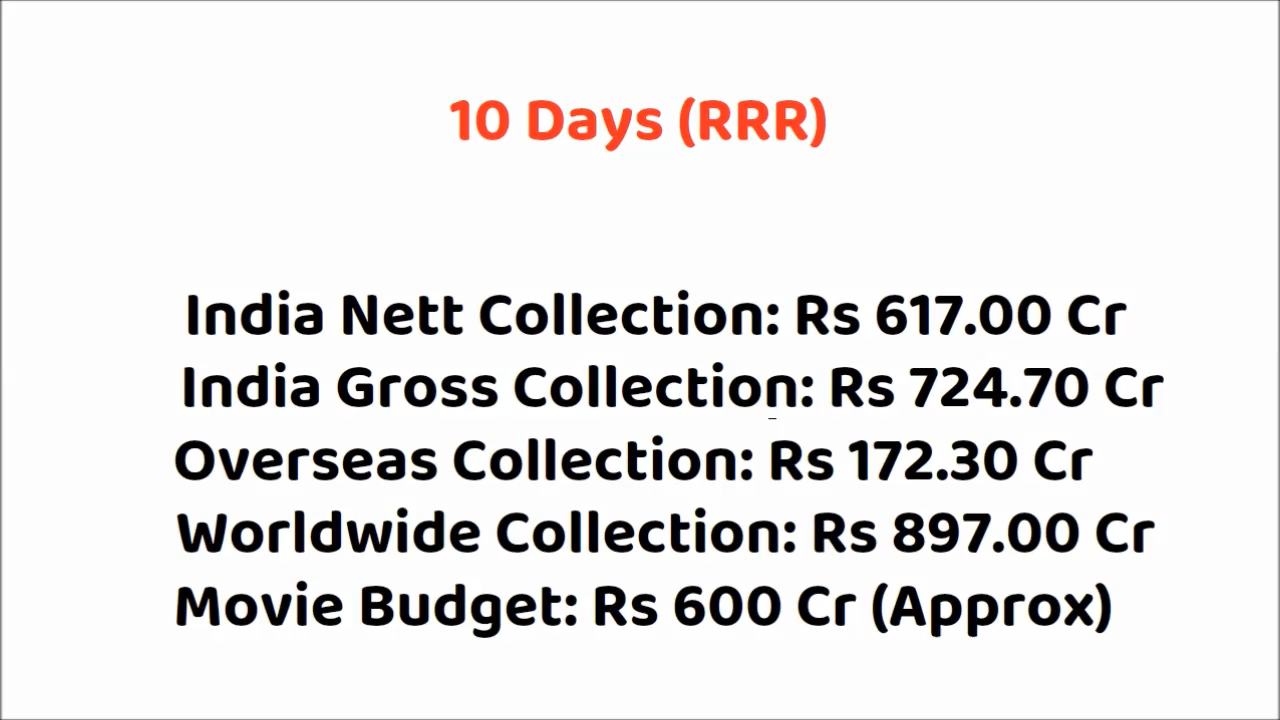 10 Days (RRR)
India Nett Collection: Rs 617.00 Cr
India Gross Collection: Rs 724.70 Cr
Overseas Collection: Rs 172.30 Cr
Worldwide Collection: Rs 897.00 Cr
Movie Budget: Rs 600 Cr (Approx)